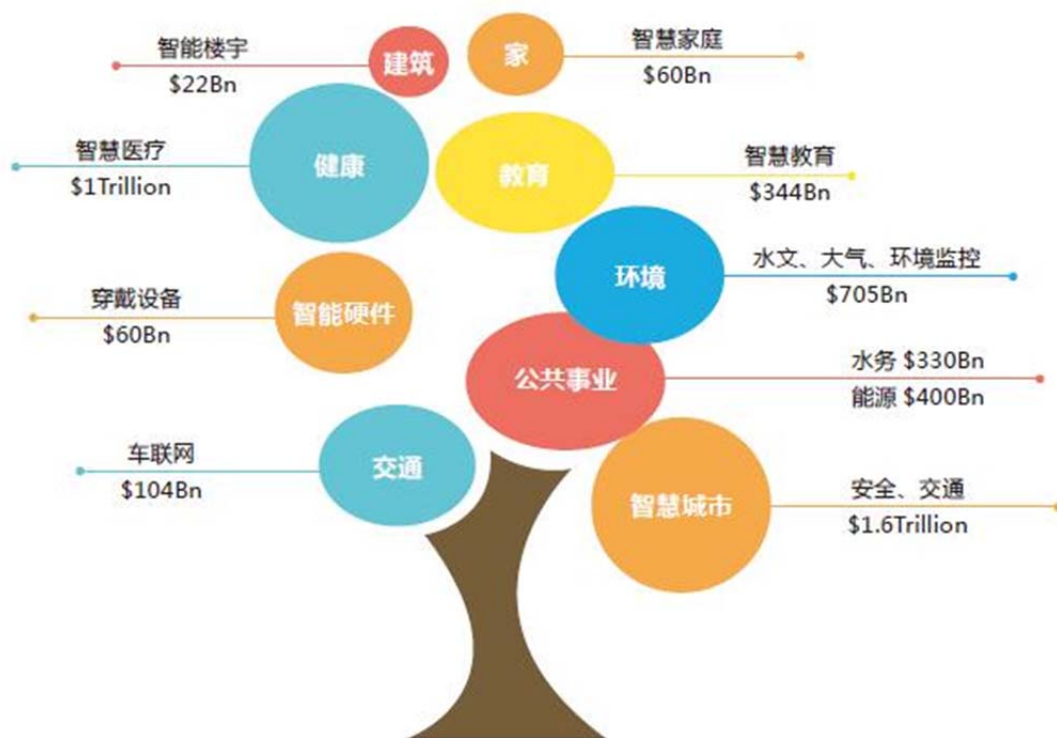 智能楼宇
$22Bn
建筑
家
智慧家庭
$60Bn
智慧医疗
$1Trillion
健康
教育
智慧教育
$344Bn
环境
水文、大气、环境监控
$705Bn
穿戴设备
$60Bn
智能硬件
公共事业
水务 $330Bn
能源 $400Bn
车联网
$104Bn
交通
智慧城市
安全、交通
$1.6Trillion